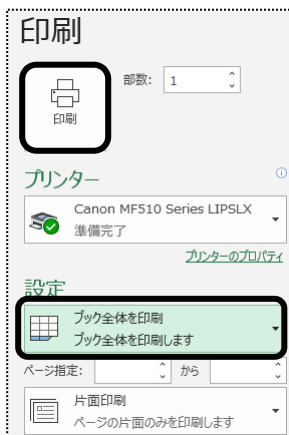 印刷
部数: 1
印刷
プリンター
Canon MF510 Series LIPSLX
準備完了
プリンターのプロパティ
設定
ブック全体を印刷
ブック全体を印刷します
ページ指定: から
片面印刷
ページの片面のみを印刷します